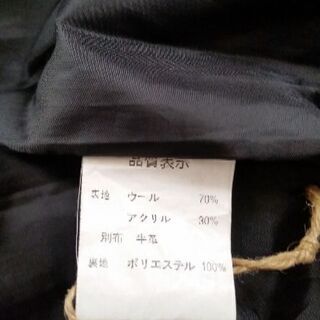 品質表示
表地 ウール 70%
アクリル 30%
別布 牛革
裏地 ポリエステル 100%